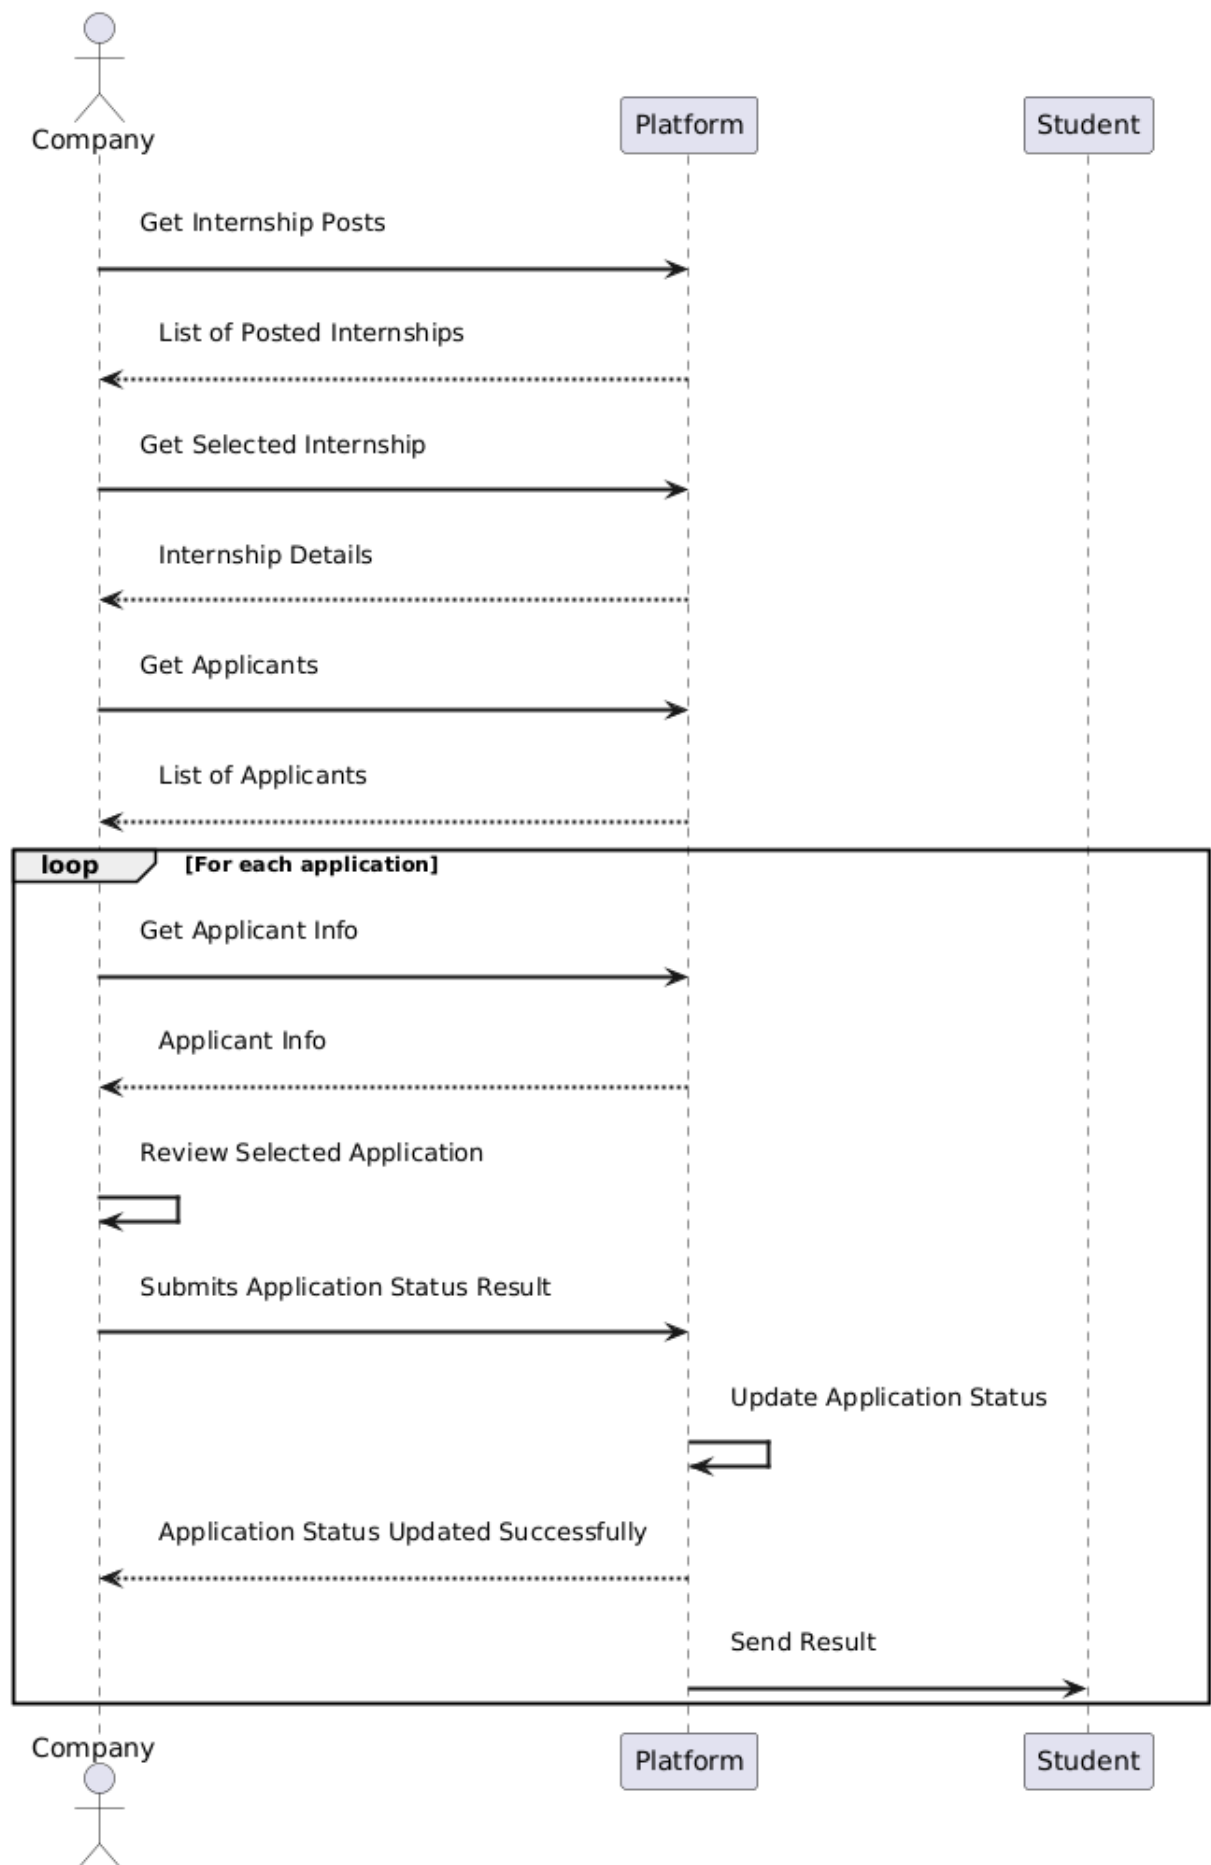 Company
Platform
Student
Get Internship Posts
List of Posted Internships
Get Selected Internship
Internship Details
Get Applicants
List of Applicants
loop [For each application]
Get Applicant Info
Applicant Info
Review Selected Application
Submits Application Status Result
Update Application Status
Application Status Updated Successfully
Send Result
Company
Platform
Student